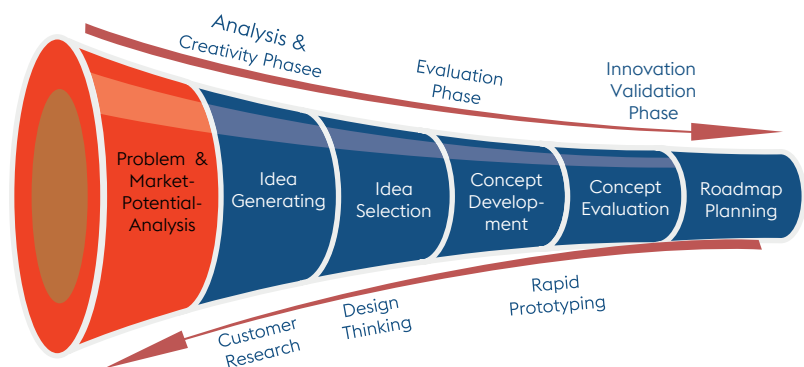 Analysis &
Creativity Phasee
Evaluation
Phase
Innovation
Validation
Phase
Problem &
Market-
Potential-
Analysis
Idea
Generating
Idea
Selection
Concept
Develop-
ment
Concept
Evaluation
Roadmap
Planning
Customer
Research
Design
Thinking
Rapid
Prototyping